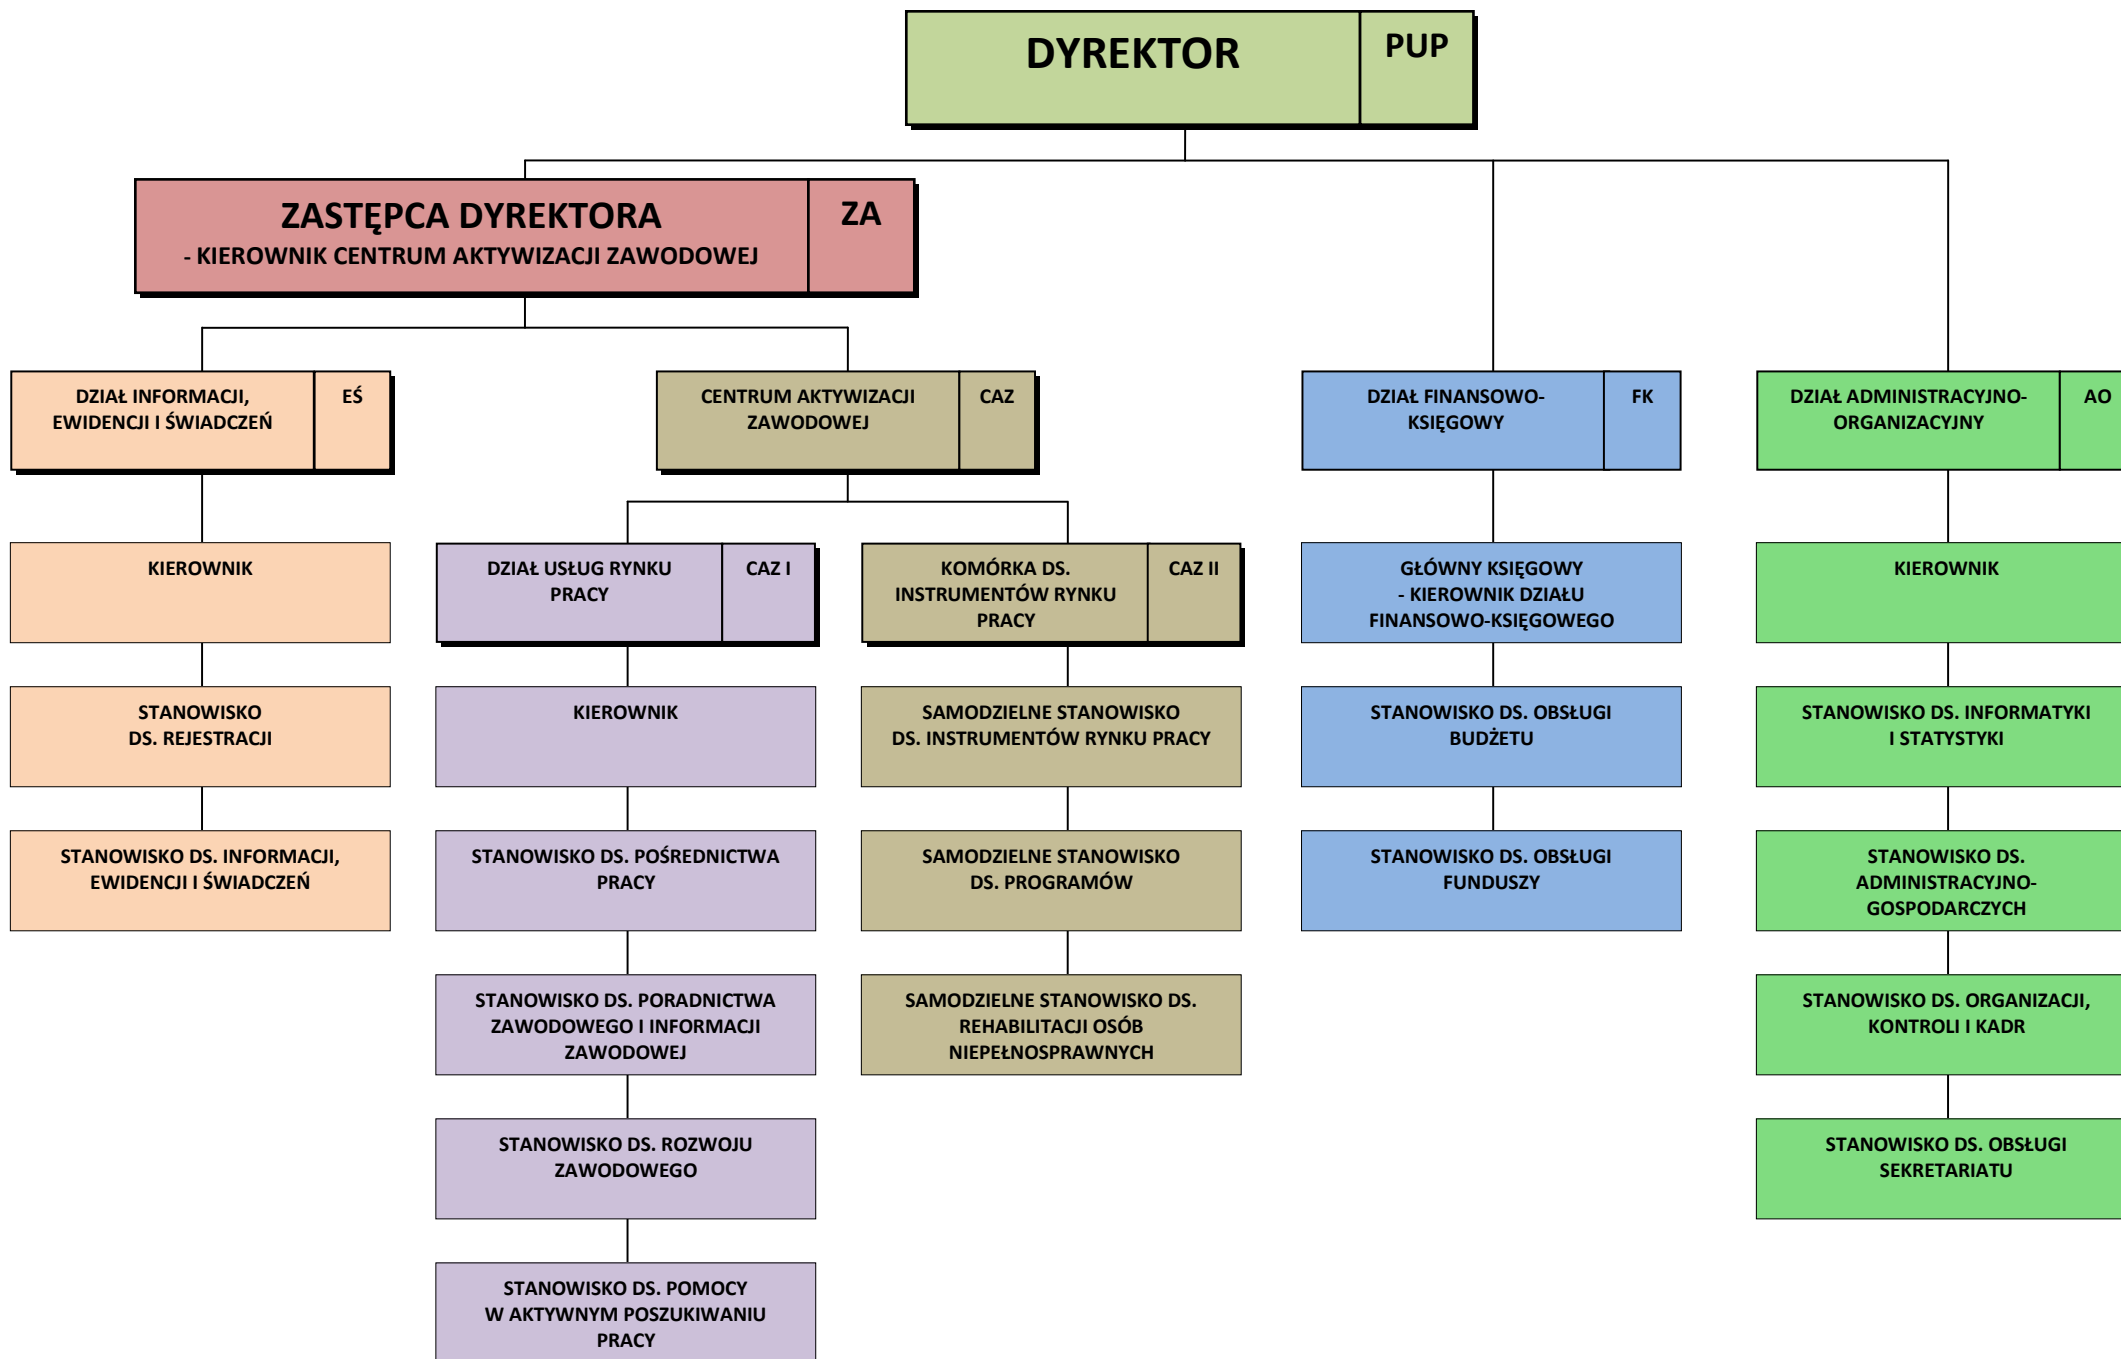 DYREKTOR
PUP
ZASTĘPCA DYREKTORA
- KIEROWNIK CENTRUM AKTYWIZACJI ZAWODOWEJ
ZA
DZIAŁ INFORMACJI,
EWIDENCJI I ŚWIADCZEŃ
EŚ
CENTRUM AKTYWIZACJI
ZAWODOWEJ
CAZ
DZIAŁ FINANSOWO-
KSIĘGOWY
FK
DZIAŁ ADMINISTRACYJNO-
ORGANIZACYJNY
AO
KIEROWNIK
DZIAŁ USŁUG RYNKU
PRACY
CAZ I
KOMÓRKA DS.
INSTRUMENTÓW RYNKU
PRACY
CAZ II
GŁÓWNY KSIĘGOWY
- KIEROWNIK DZIAŁU
FINANSOWO-KSIĘGOWEGO
KIEROWNIK
STANOWISKO
DS. REJESTRACJI
KIEROWNIK
SAMODZIELNE STANOWISKO
DS. INSTRUMENTÓW RYNKU PRACY
STANOWISKO DS. OBSŁUGI
BUDŻETU
STANOWISKO DS. INFORMATYKI
I STATYSTYKI
STANOWISKO DS. INFORMACJI,
EWIDENCJI I ŚWIADCZEŃ
STANOWISKO DS. POŚREDNICTWA
PRACY
SAMODZIELNE STANOWISKO
DS. PROGRAMÓW
STANOWISKO DS. OBSŁUGI
FUNDUSZY
STANOWISKO DS.
ADMINISTRACYJNO-
GOSPODARCZYCH
STANOWISKO DS. PORADNICTWA
ZAWODOWEGO I INFORMACJI
ZAWODOWEJ
SAMODZIELNE STANOWISKO DS.
REHABILITACJI OSÓB
NIEPEŁNOSPRAWNYCH
STANOWISKO DS. ORGANIZACJI,
KONTROLI I KADR
STANOWISKO DS. ROZWOJU
ZAWODOWEGO
STANOWISKO DS. OBSŁUGI
SEKRETARIATU
STANOWISKO DS. POMOCY
W AKTYWNYM POSZUKIWANIU
PRACY